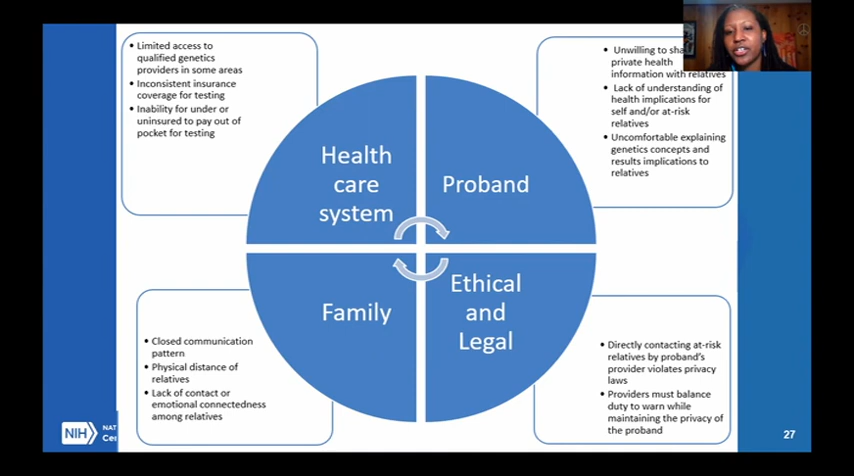 • Limited access to
qualified genetics
providers in some areas
• Inconsistent insurance
coverage for testing
• Inability for under or
uninsured to pay out of
pocket for testing
• Unwilling to sha
private health
information with relatives
• Lack of understanding of
health implications for
self and/or at-risk
relatives
• Uncomfortable explaining
genetics concepts and
results implications to
relatives
Health
care
system
Proband
Family
Ethical
and
Legal
• Closed communication
pattern
• Physical distance of
relatives
• Lack of contact or
emotional connectedness
among relatives
• Directly contacting at-risk
relatives by proband's
provider violates privacy
laws
• Providers must balance
duty to warn while
maintaining the privacy of
the proband
NIH
NAT
Cen
27